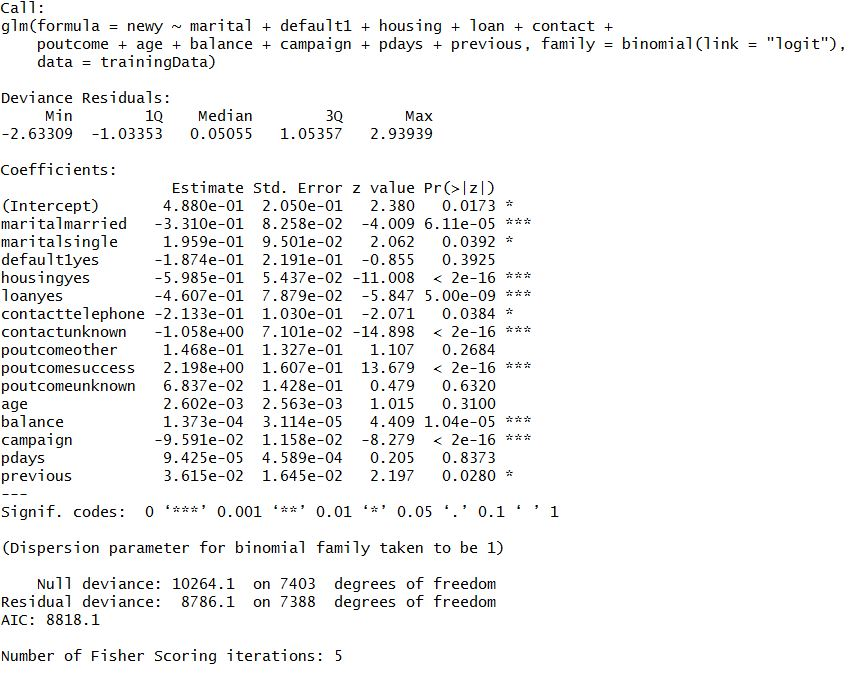 Call:
glm(formula = newy ~ marital + default1 + housing + loan + contact +
    poutcome + age + balance + campaign + pdays + previous, family = binomial(link = "logit"),
    data = trainingData)

Deviance Residuals:
     Min        1Q    Median        3Q       Max
-2.63309  -1.03353   0.05055   1.05357   2.93939

Coefficients:
                   Estimate Std. Error z value Pr(>|z|)
(Intercept)       4.880e-01  2.050e-01   2.380   0.0173 *
maritalmarried   -3.310e-01  8.258e-02  -4.009 6.11e-05 ***
maritalsingle     1.959e-01  9.501e-02   2.062   0.0392 *
default1yes      -1.874e-01  2.191e-01  -0.855   0.3925
housingyes       -5.985e-01  5.437e-02 -11.008  < 2e-16 ***
loanyes          -4.607e-01  7.879e-02  -5.847 5.00e-09 ***
contacttelephone -2.133e-01  1.030e-01  -2.071   0.0384 *
contactunknown   -1.058e+00  7.101e-02 -14.898  < 2e-16 ***
poutcomeother     1.468e-01  1.327e-01   1.107   0.2684
poutcomesuccess   2.198e+00  1.607e-01  13.679  < 2e-16 ***
poutcomeunknown   6.837e-02  1.428e-01   0.479   0.6320
age               2.602e-03  2.563e-03   1.015   0.3100
balance           1.373e-04  3.114e-05   4.409 1.04e-05 ***
campaign         -9.591e-02  1.158e-02  -8.279  < 2e-16 ***
pdays             9.425e-05  4.589e-04   0.205   0.8373
previous          3.615e-02  1.645e-02   2.197   0.0280 *
---
Signif. codes:  0 ‘***’ 0.001 ‘**’ 0.01 ‘*’ 0.05 ‘.’ 0.1 ‘ ’ 1

(Dispersion parameter for binomial family taken to be 1)

    Null deviance: 10264.1  on 7403  degrees of freedom
Residual deviance:  8786.1  on 7388  degrees of freedom
AIC: 8818.1

Number of Fisher Scoring iterations: 5